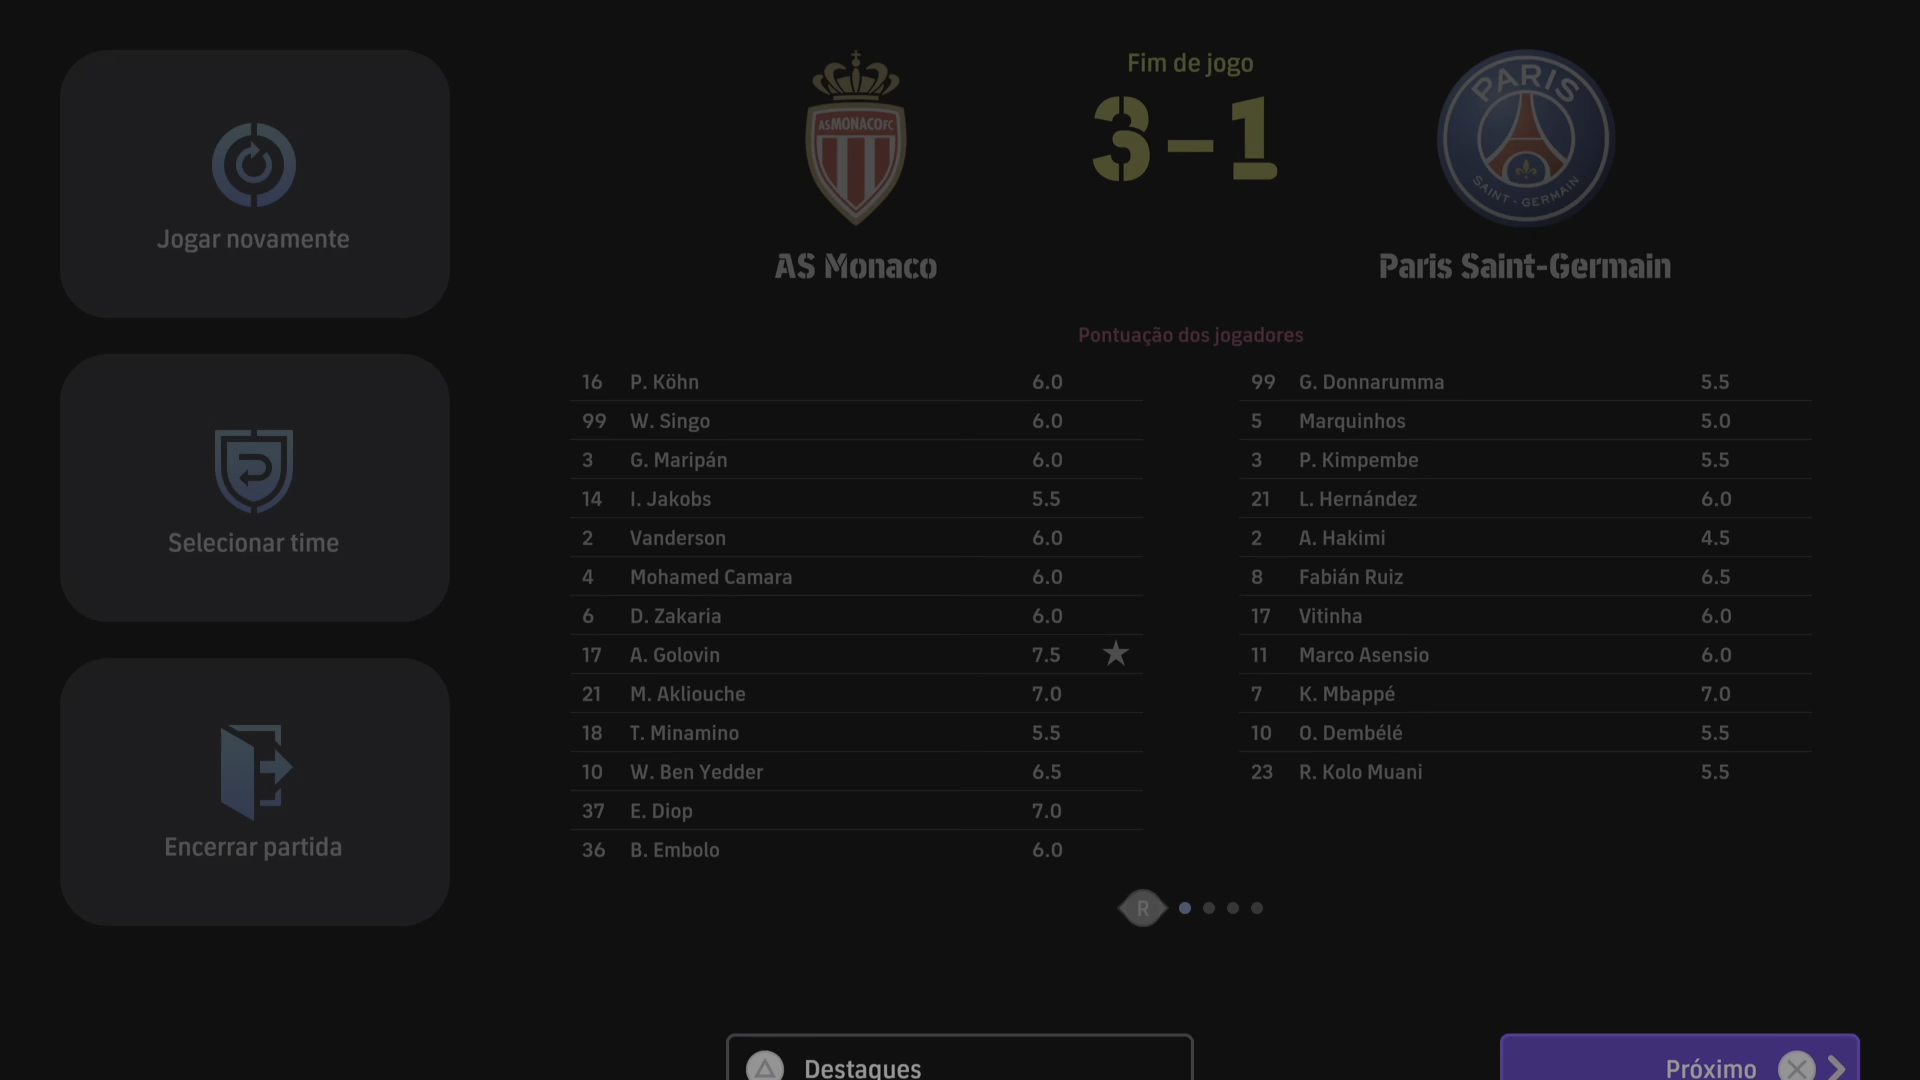 Jogar novamente
Selecionar time
Encerrar partida
AS MONACO FC
AS Monaco
Fim de jogo
3 - 1
PARIS
SAINT-GERMAIN
Paris Saint-Germain
Pontuação dos jogadores
16 P. Köhn 6.0
99 W. Singo 6.0
3 G. Maripán 6.0
14 I. Jakobs 5.5
2 Vanderson 6.0
4 Mohamed Camara 6.0
6 D. Zakaria 6.0
17 A. Golovin 7.5
21 M. Akliouche 7.0
18 T. Minamino 5.5
10 W. Ben Yedder 6.5
37 E. Diop 7.0
36 B. Embolo 6.0
99 G. Donnarumma 5.5
5 Marquinhos 5.0
3 P. Kimpembe 5.5
21 L. Hernández 6.0
2 A. Hakimi 4.5
8 Fabián Ruiz 6.5
17 Vitinha 6.0
11 Marco Asensio 6.0
7 K. Mbappé 7.0
10 O. Dembélé 5.5
23 R. Kolo Muani 5.5
R
Destaques
Próximo